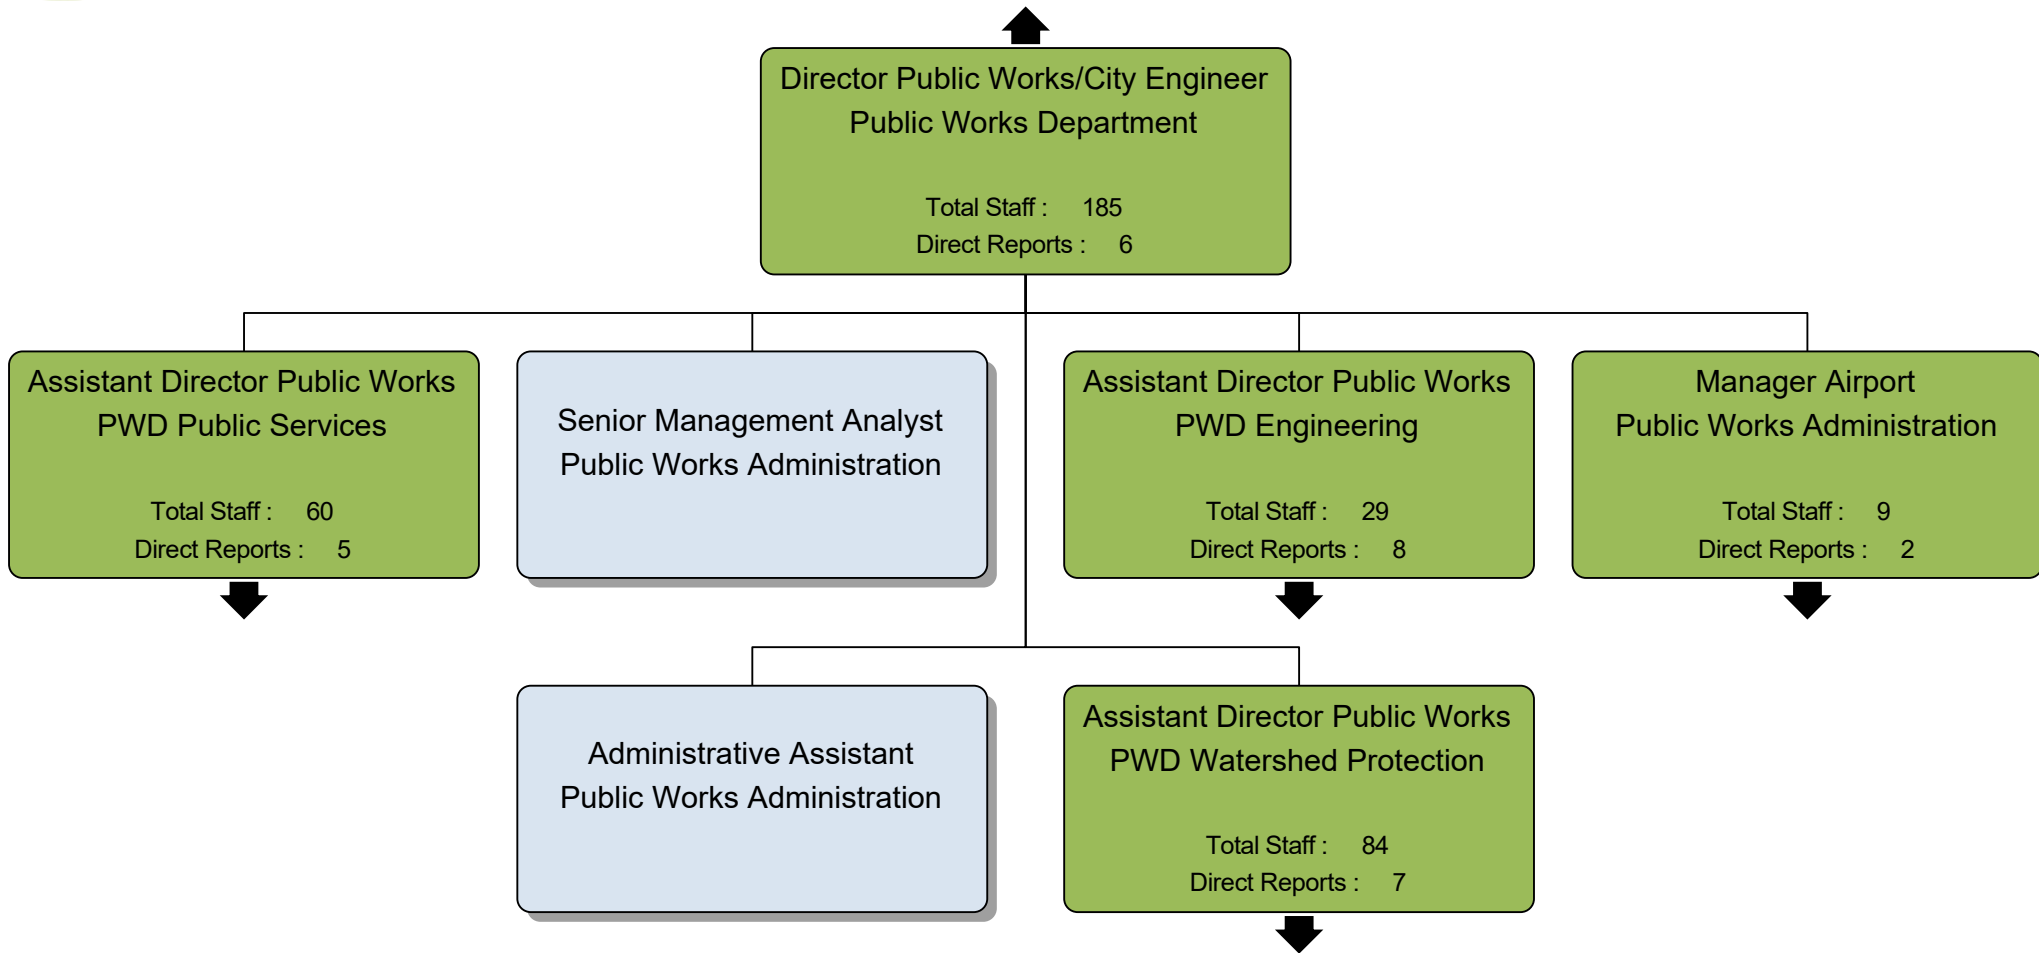 Director Public Works/City Engineer
Public Works Department
Total Staff : 185
Direct Reports : 6
Assistant Director Public Works
PWD Public Services
Total Staff : 60
Direct Reports : 5
Senior Management Analyst
Public Works Administration
Assistant Director Public Works
PWD Engineering
Total Staff : 29
Direct Reports : 8
Manager Airport
Public Works Administration
Total Staff : 9
Direct Reports : 2
Administrative Assistant
Public Works Administration
Assistant Director Public Works
PWD Watershed Protection
Total Staff : 84
Direct Reports : 7